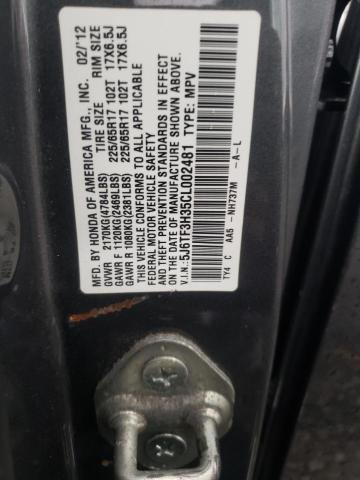 MFD. BY HONDA OF AMERICA MFG., INC. 02/'12
TIRE SIZE RIM SIZE
GVWR 2170KG(4784LBS)
GAWR F 1120KG(2469LBS) 225/65R17 102T 17X6.5J
GAWR R 1080KG(2381LBS) 225/65R17 102T 17X6.5J
THIS VEHICLE CONFORMS TO ALL APPLICABLE
FEDERAL MOTOR VEHICLE SAFETY
AND THEFT PREVENTION STANDARDS IN EFFECT
ON THE DATE OF MANUFACTURE SHOWN ABOVE.
V.I.N.: 5J6TF3H35CL002481 TYPE: MPV
TY4 C AA5 -NH737M -A-L